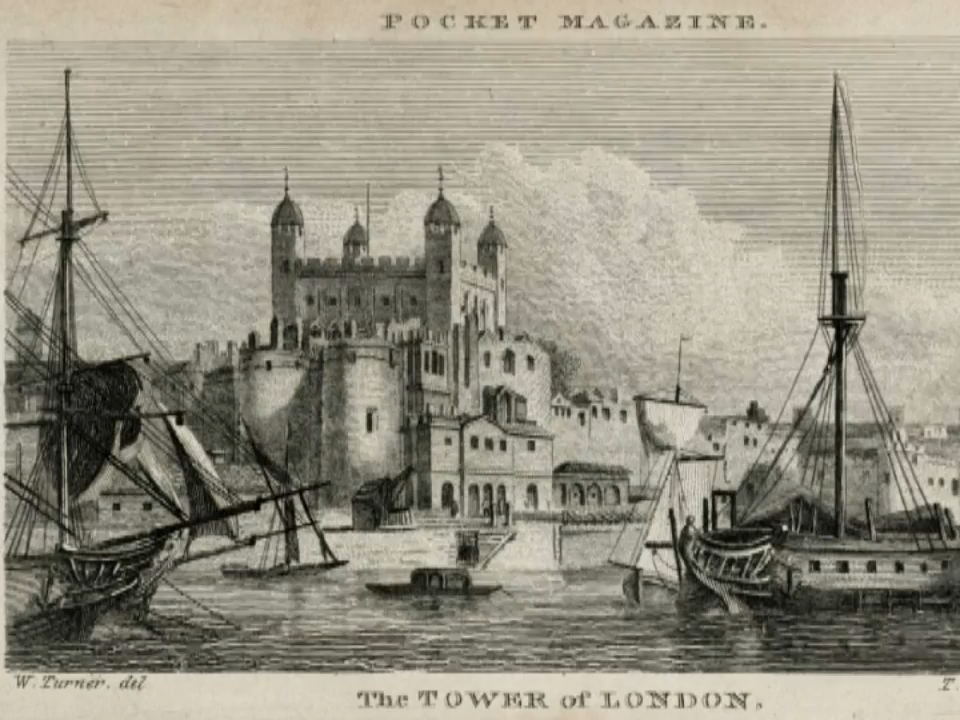 POCKET MAGAZINE.
W. Turner. del
T.
The TOWER of LONDON,